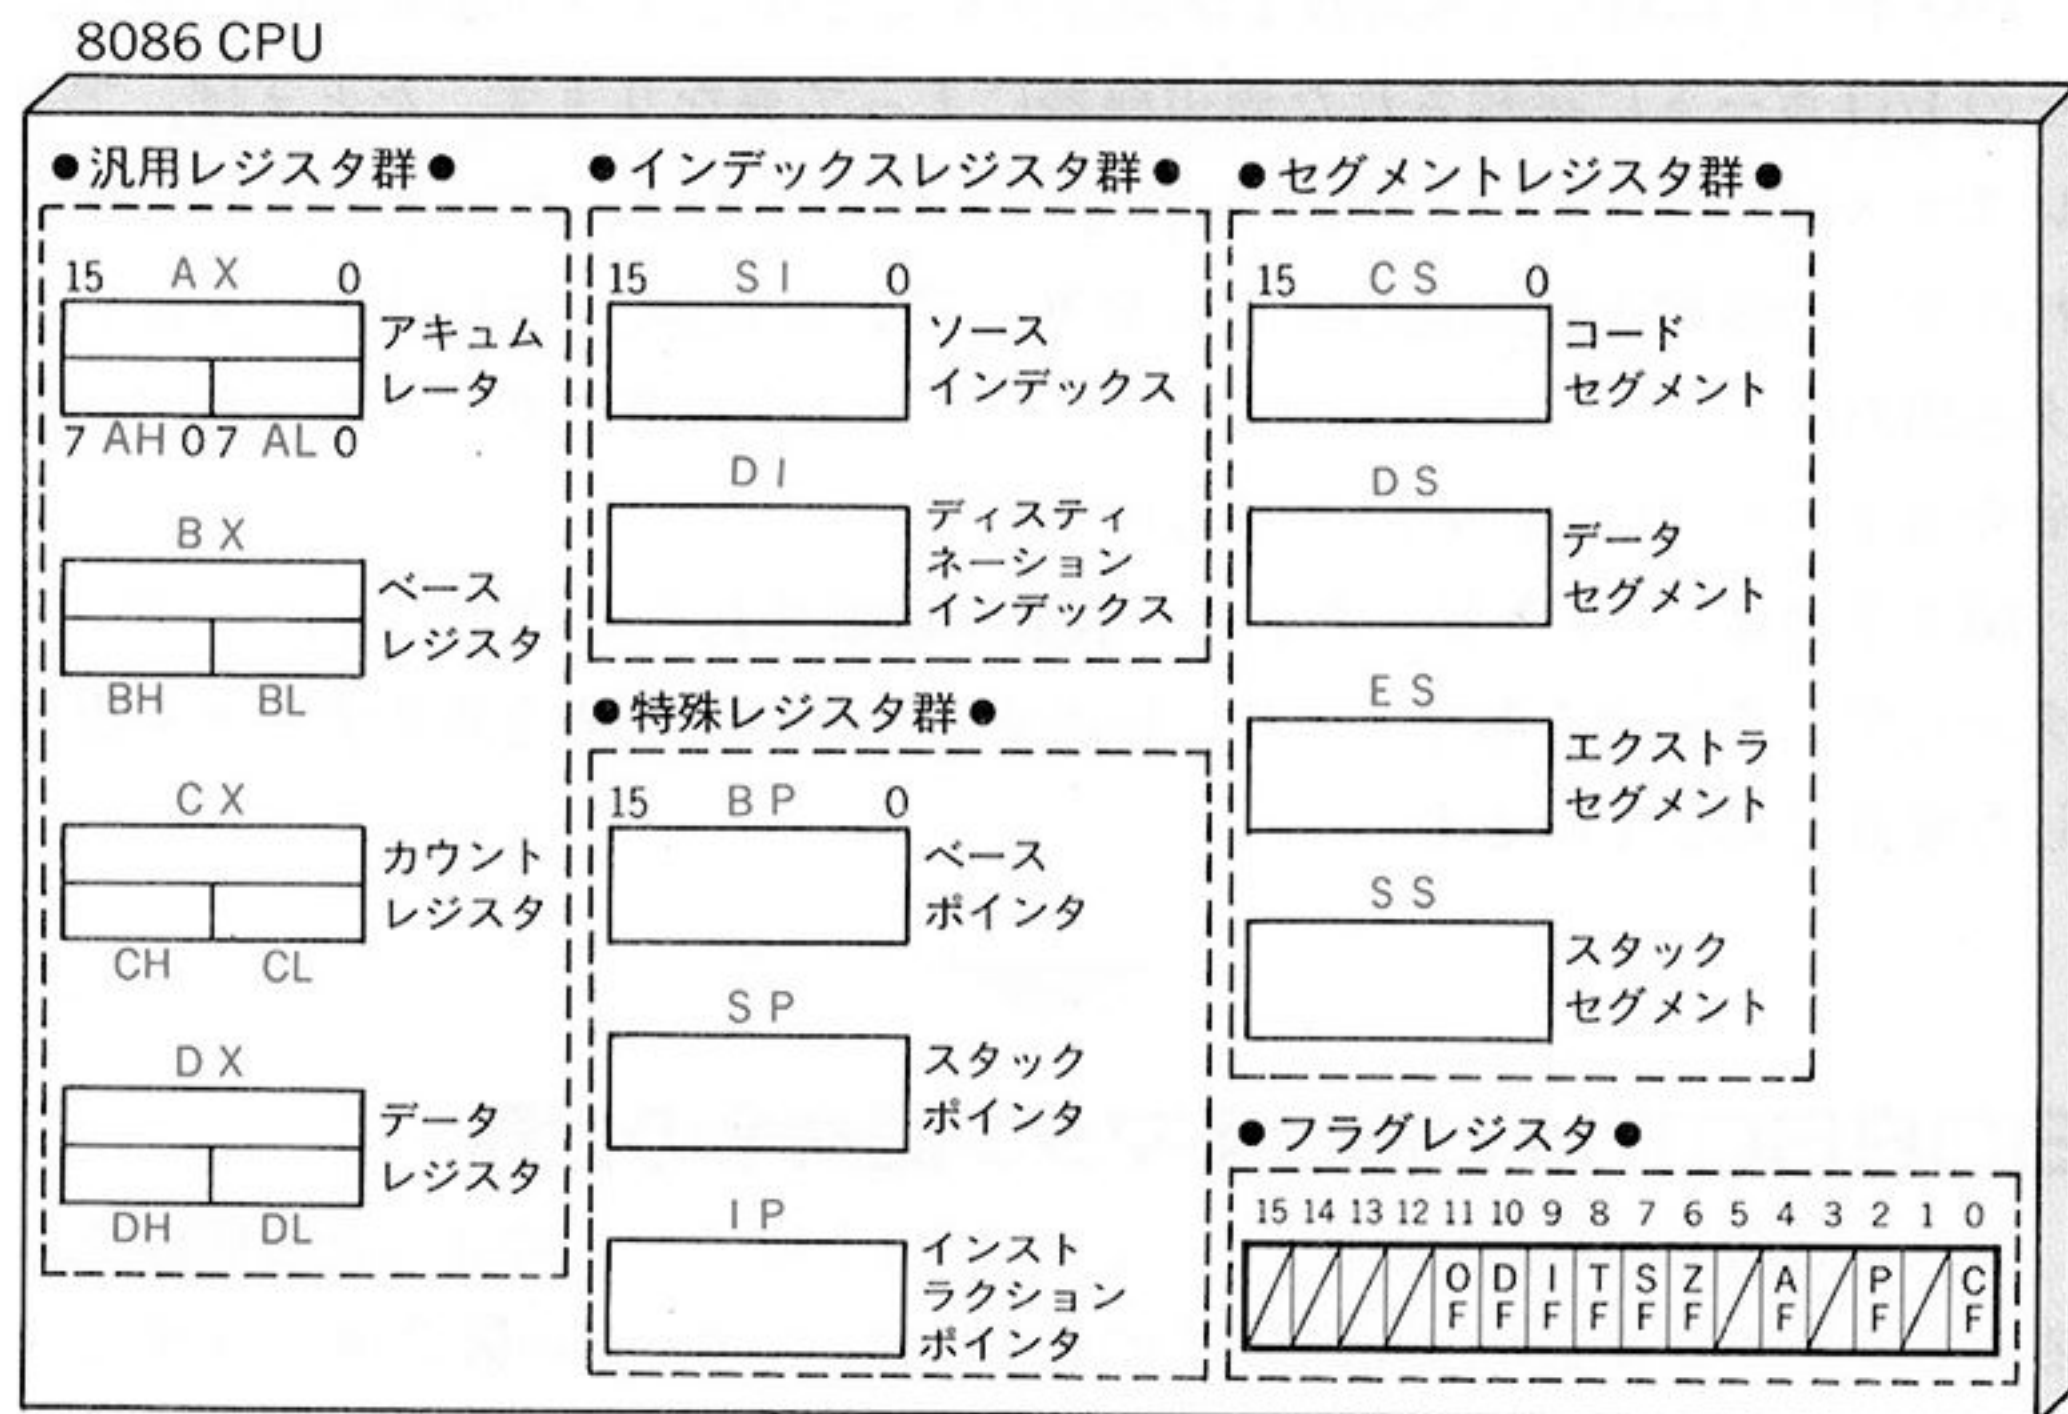 8086 CPU
●汎用レジスタ群●
15 AX 0
アキュム
レータ
7 AH 0 7 AL 0
BX
ベース
レジスタ
BH BL
CX
カウント
レジスタ
CH CL
DX
データ
レジスタ
DH DL
●インデックスレジスタ群●
15 SI 0
ソース
インデックス
DI
ディスティ
ネーション
インデックス
●特殊レジスタ群●
15 BP 0
ベース
ポインタ
SP
スタック
ポインタ
IP
インスト
ラクション
ポインタ
●セグメントレジスタ群●
15 CS 0
コード
セグメント
DS
データ
セグメント
ES
エクストラ
セグメント
SS
スタック
セグメント
●フラグレジスタ●
15 14 13 12 11 10 9 8 7 6 5 4 3 2 1 0
OF DF IF TF SF ZF AF PF CF